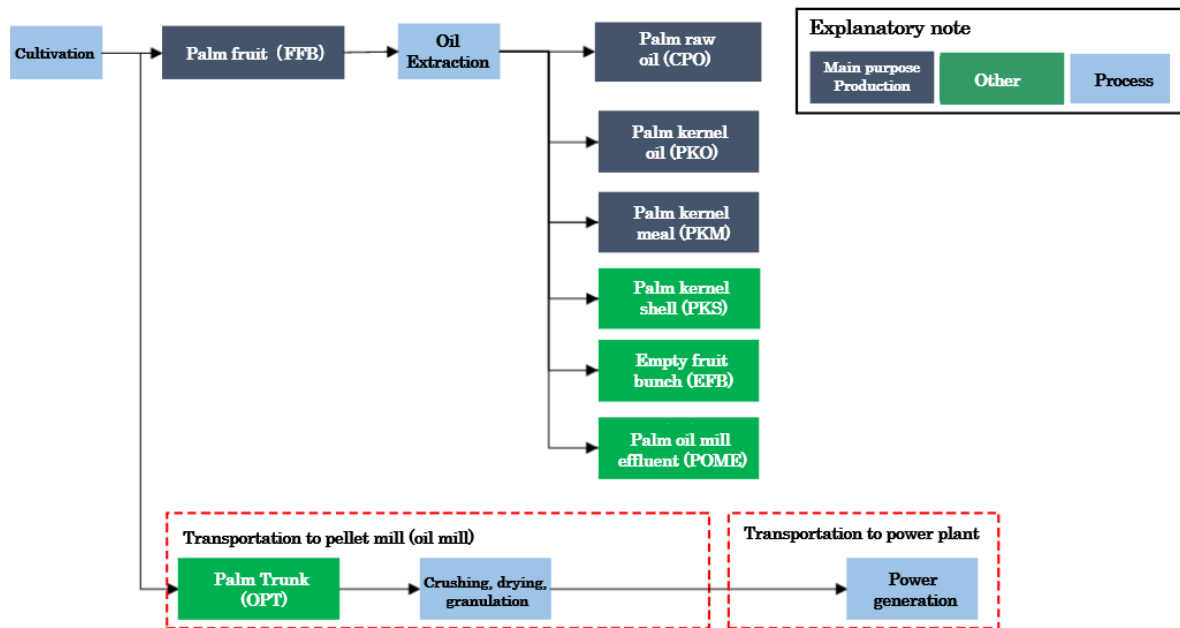 Cultivation
Palm fruit (FFB)
Oil
Extraction
Palm raw
oil (CPO)
Explanatory note
Main purpose
Production
Other
Process
Palm kernel
oil (PKO)
Palm kernel
meal (PKM)
Palm kernel
shell (PKS)
Empty fruit
bunch (EFB)
Palm oil mill
effluent (POME)
Transportation to pellet mill (oil mill)
Transportation to power plant
Palm Trunk
(OPT)
Crushing, drying,
granulation
Power
generation